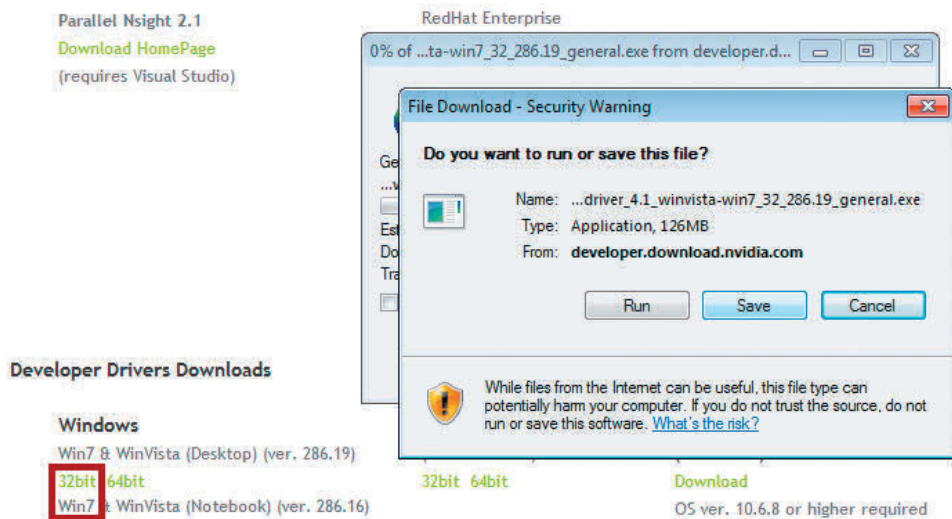 Parallel Nsight 2.1
Download HomePage
(requires Visual Studio)
RedHat Enterprise
0% of ...ta-win7_32_286.19_general.exe from developer.d...
File Download - Security Warning
Do you want to run or save this file?
Name: ...driver_4.1_winvista-win7_32_286.19_general.exe
Type: Application, 126MB
From: developer.download.nvidia.com
Run Save Cancel
While files from the Internet can be useful, this file type can
potentially harm your computer. If you do not trust the source, do not
run or save this software. What's the risk?
Ge
...v
Est
Do
Tra
Developer Drivers Downloads
Windows
Win7 & WinVista (Desktop) (ver. 286.19)
32bit 64bit
Win7 & WinVista (Notebook) (ver. 286.16)
32bit 64bit
Download
OS ver. 10.6.8 or higher required